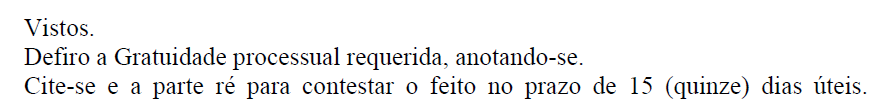 Vistos.
Defiro a Gratuidade processual requerida, anotando-se.
Cite-se e a parte ré para contestar o feito no prazo de 15 (quinze) dias úteis.